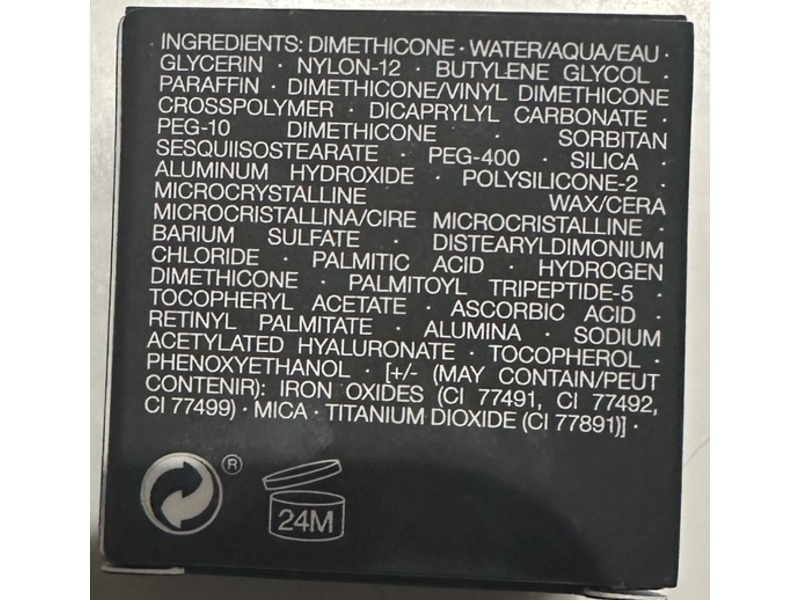 INGREDIENTS: DIMETHICONE · WATER/AQUA/EAU ·
GLYCERIN · NYLON-12 · BUTYLENE GLYCOL ·
PARAFFIN · DIMETHICONE/VINYL DIMETHICONE
CROSSPOLYMER · DICAPRYLYL CARBONATE ·
PEG-10 DIMETHICONE · SORBITAN
SESQUIISOSTEARATE · PEG-400 · SILICA ·
ALUMINUM HYDROXIDE · POLYSILICONE-2 ·
MICROCRYSTALLINE WAX/CERA
MICROCRISTALLINA/CIRE MICROCRISTALLINE ·
BARIUM SULFATE · DISTEARYLDIMONIUM
CHLORIDE · PALMITIC ACID · HYDROGEN
DIMETHICONE · PALMITOYL TRIPEPTIDE-5 ·
TOCOPHERYL ACETATE · ASCORBIC ACID ·
RETINYL PALMITATE · ALUMINA · SODIUM
ACETYLATED HYALURONATE · TOCOPHEROL ·
PHENOXYETHANOL · [+/- (MAY CONTAIN/PEUT
CONTENIR): IRON OXIDES (CI 77491, CI 77492,
CI 77499) · MICA · TITANIUM DIOXIDE (CI 77891)] ·
®
24M